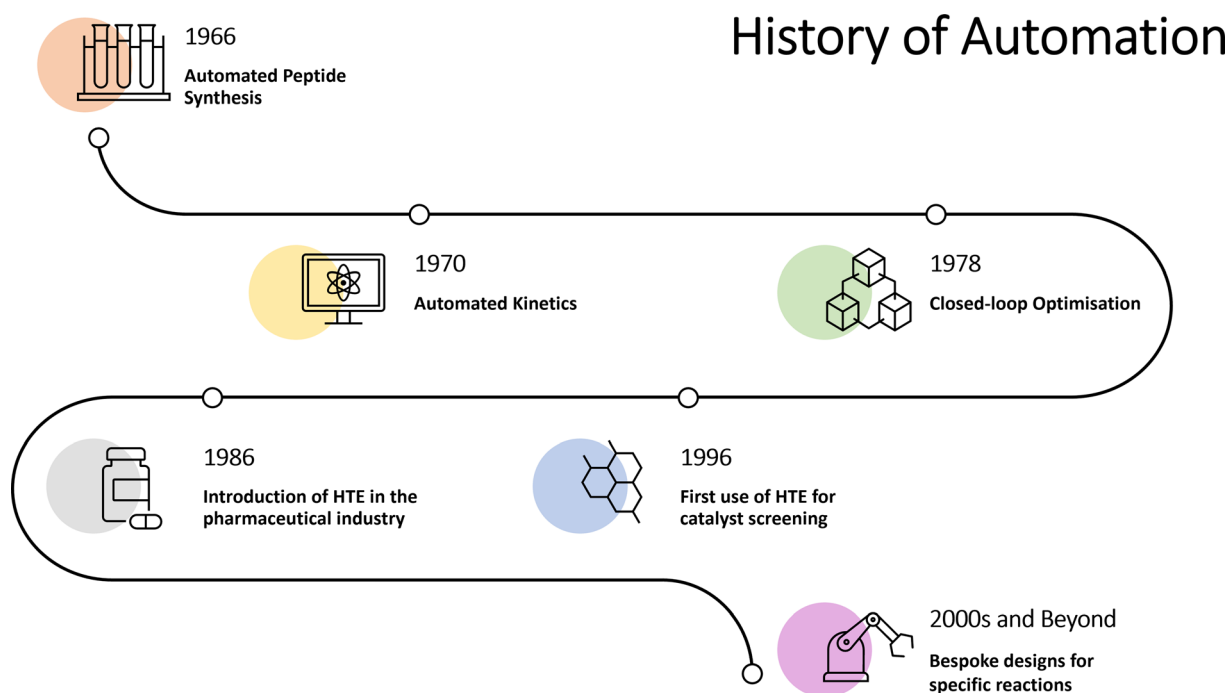 History of Automation
1966
Automated Peptide
Synthesis
1970
Automated Kinetics
1978
Closed-loop Optimisation
1986
Introduction of HTE in the
pharmaceutical industry
1996
First use of HTE for
catalyst screening
2000s and Beyond
Bespoke designs for
specific reactions